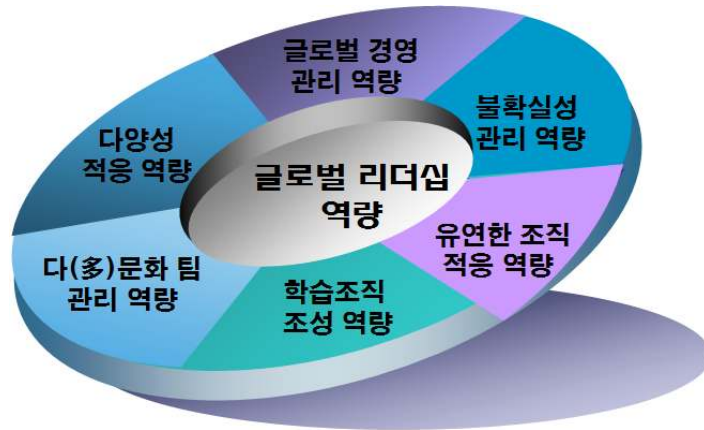 글로벌 경영
관리 역량
불확실성
관리 역량
다양성
적응 역량
글로벌 리더십
역량
유연한 조직
적응 역량
다(多)문화 팀
관리 역량
학습조직
조성 역량